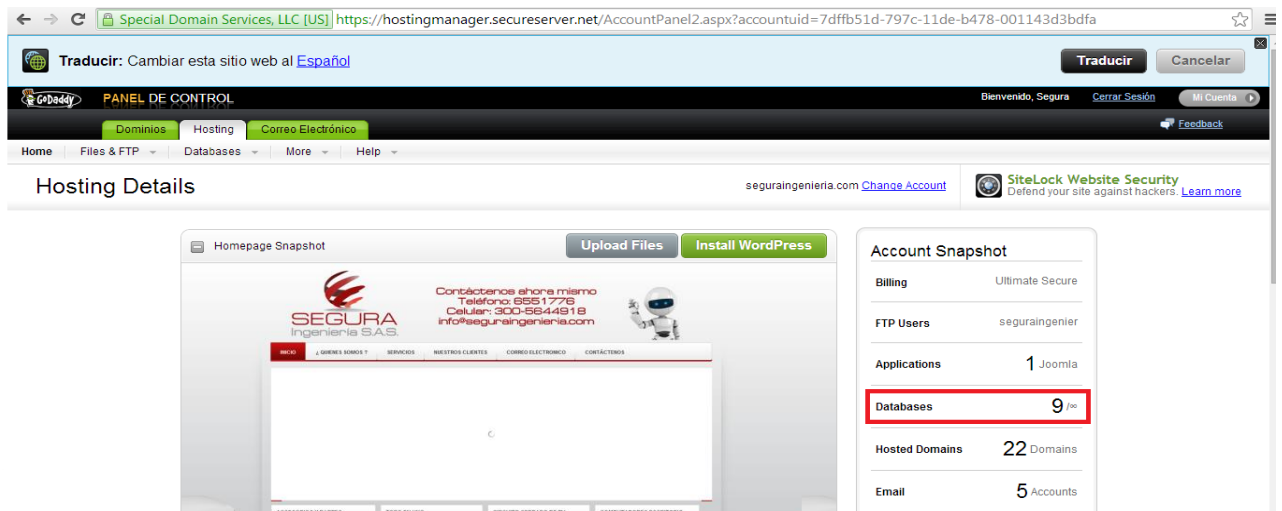 Special Domain Services, LLC [US] https://hostingmanager.secureserver.net/AccountPanel2.aspx?accountuid=7dffb51d-797c-11de-b478-001143d3bdfa
Traducir: Cambiar esta sitio web al Español
Traducir
Cancelar
GoDaddy PANEL DE CONTROL
Bienvenido, Segura
Cerrar Sesión
Mi Cuenta
Dominios
Hosting
Correo Electrónico
Feedback
Home
Files & FTP
Databases
More
Help
Hosting Details
seguraingenieria.com Change Account
SiteLock Website Security
Defend your site against hackers. Learn more
Homepage Snapshot
Upload Files
Install WordPress
SEGURA
Ingeniería S.A.S.
Contáctenos ahora mismo
Teléfono: 6551776
Celular: 300-5644918
info@seguraingenieria.com
INICIO
¿ QUIENES SOMOS ?
SERVICIOS
NUESTROS CLIENTES
CORREO ELECTRONICO
CONTÁCTENOS
Account Snapshot
Billing Ultimate Secure
FTP Users seguraingenier
Applications 1 Joomla
Databases 9 /∞
Hosted Domains 22 Domains
Email 5 Accounts